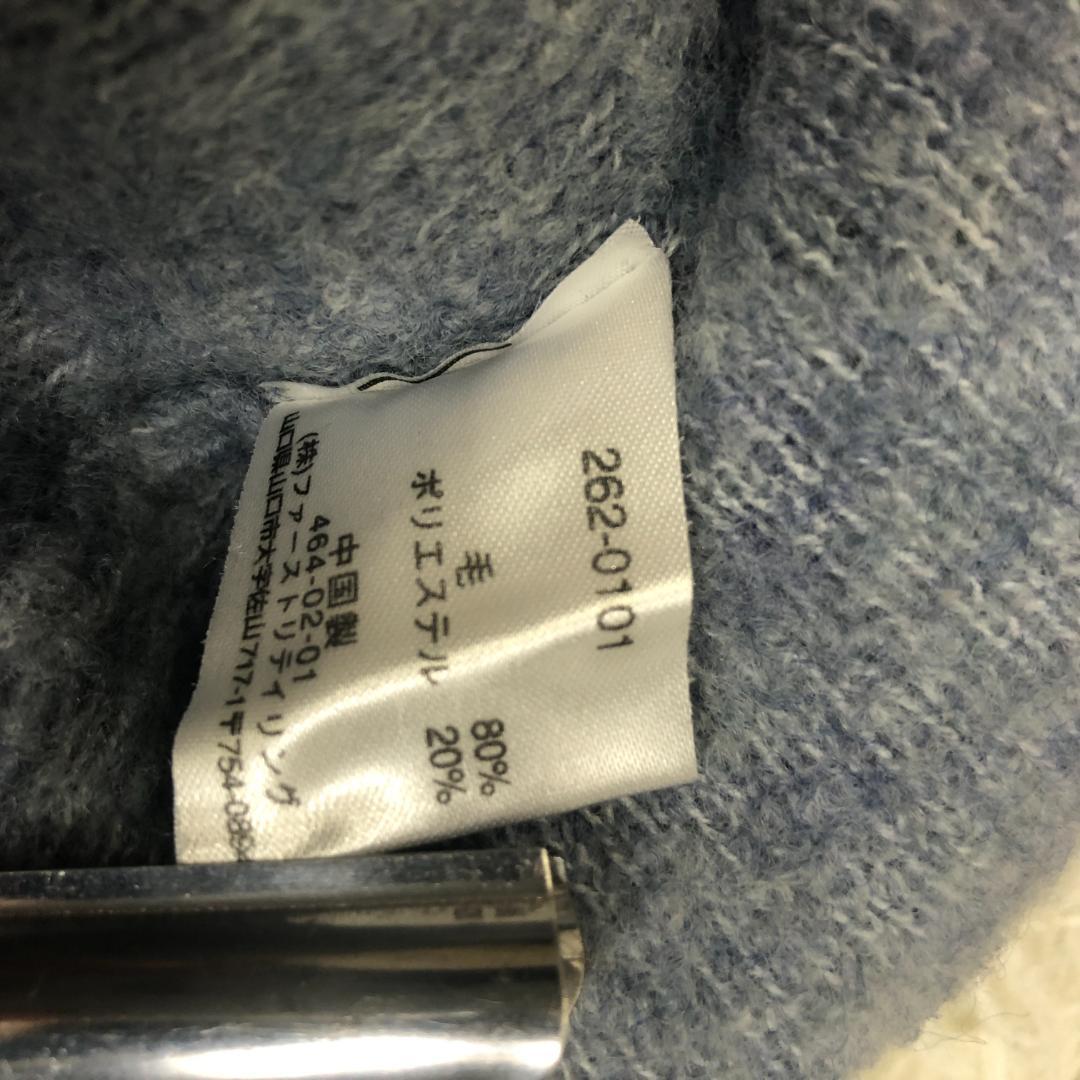 262-0101
毛 80%
ポリエステル 20%
中国製
464-02-01
(株)ファーストリテイリング
山口県山口市大字佐山717-1〒754-089